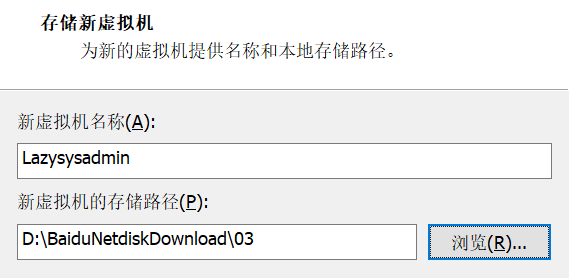 存储新虚拟机
为新的虚拟机提供名称和本地存储路径。
新虚拟机名称(A):
Lazysysadmin
新虚拟机的存储路径(P):
D:\BaiduNetdiskDownload\03
浏览(R)...